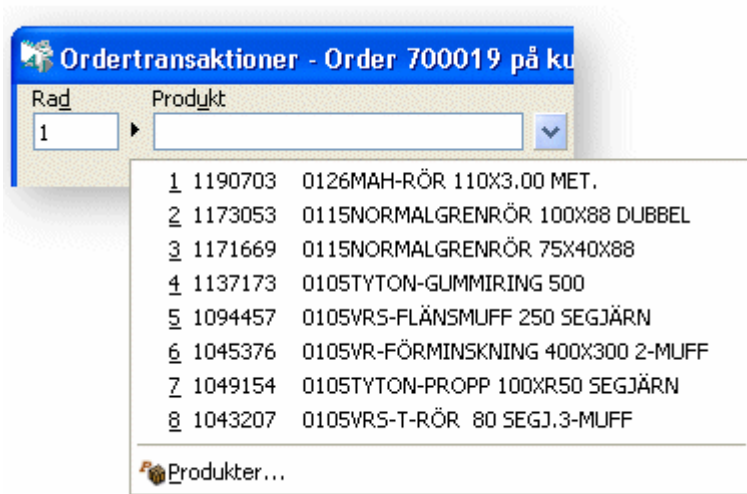 Ordertransaktioner - Order 700019 på ku
Rad Produkt
1
1 1190703 0126MAH-RÖR 110X3.00 MET.
2 1173053 0115NORMALGRENRÖR 100X88 DUBBEL
3 1171669 0115NORMALGRENRÖR 75X40X88
4 1137173 0105TYTON-GUMMIRING 500
5 1094457 0105VRS-FLÄNSMUFF 250 SEGJÄRN
6 1045376 0105VR-FÖRMINSKNING 400X300 2-MUFF
7 1049154 0105TYTON-PROPP 100XR50 SEGJÄRN
8 1043207 0105VRS-T-RÖR 80 SEGJ.3-MUFF
Produkter...